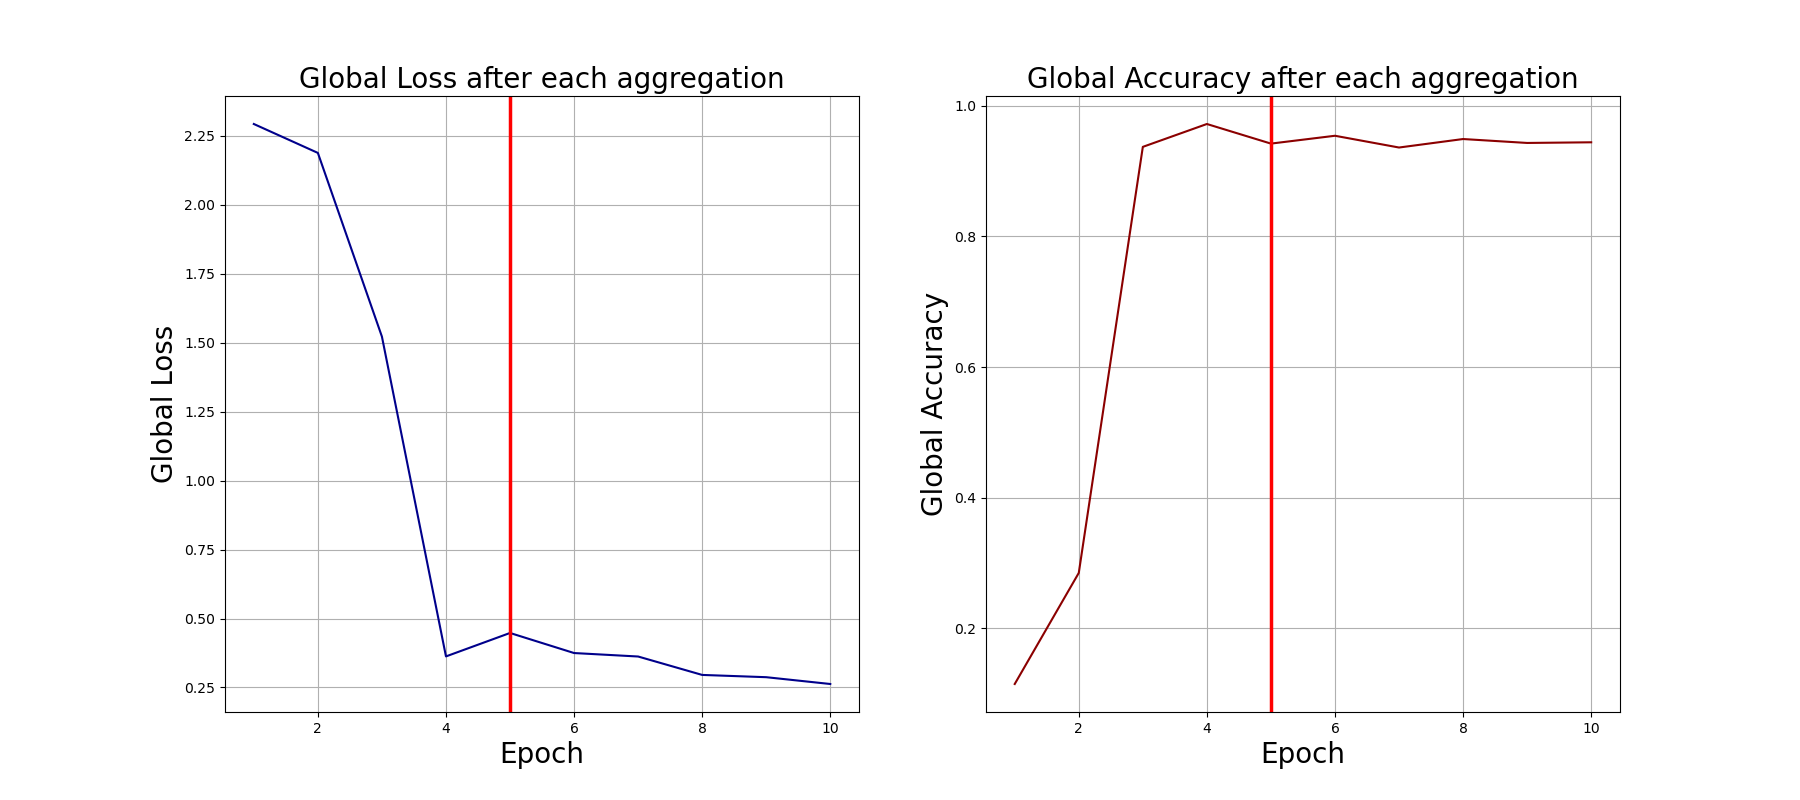 Global Loss after each aggregation
Global Loss
2.25
2.00
1.75
1.50
1.25
1.00
0.75
0.50
0.25
2 4 6 8 10
Epoch
Global Accuracy after each aggregation
Global Accuracy
1.0
0.8
0.6
0.4
0.2
2 4 6 8 10
Epoch